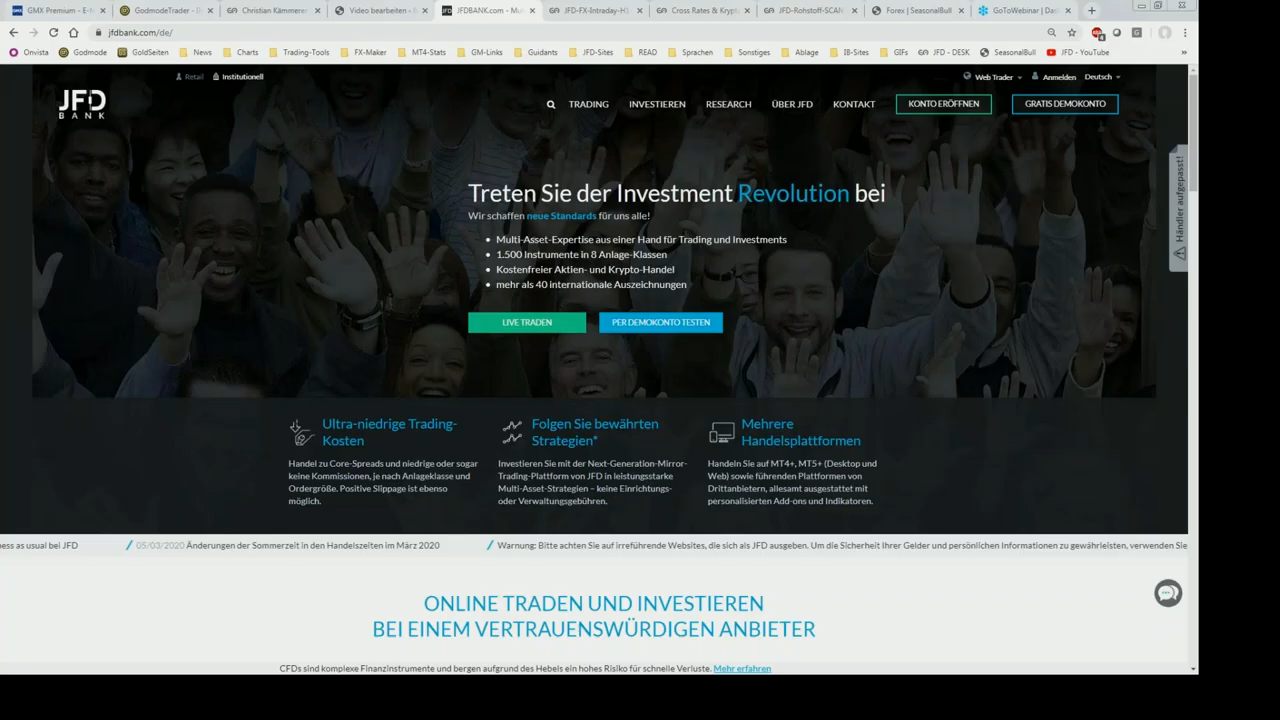 GMX Premium - E-M
GodmodeTrader - De
Christian Kämmerer
Video bearbeiten -
JFDBANK.com - Mu
JFD-FX-Intraday-H1
Cross Rates & Krypt
JFD-Rohstoff-SCAN
Forex | SeasonalBull
GoToWebinar | Das
jfdbank.com/de/
Onvista
Godmode
GoldSeiten
News
Charts
Trading-Tools
FX-Maker
MT4-Stats
GM-Links
Guidants
JFD-Sites
READ
Sprachen
Sonstiges
Ablage
IB-Sites
GIFs
JFD - DESK
SeasonalBull
JFD - YouTube
»
Retail
Institutionell
Web Trader
Anmelden
Deutsch
JFD
BANK
TRADING
INVESTIEREN
RESEARCH
ÜBER JFD
KONTAKT
KONTO ERÖFFNEN
GRATIS DEMOKONTO
Händler aufgepasst!
Treten Sie der Investment Revolution bei
Wir schaffen neue Standards für uns alle!
• Multi-Asset-Expertise aus einer Hand für Trading und Investments
• 1.500 Instrumente in 8 Anlage-Klassen
• Kostenfreier Aktien- und Krypto-Handel
• mehr als 40 internationale Auszeichnungen
LIVE TRADEN
PER DEMOKONTO TESTEN
Ultra-niedrige Trading-
Kosten
Handel zu Core-Spreads und niedrige oder sogar
keine Kommissionen, je nach Anlageklasse und
Ordergröße. Positive Slippage ist ebenso
möglich.
Folgen Sie bewährten
Strategien*
Investieren Sie mit der Next-Generation-Mirror-
Trading-Plattform von JFD in leistungsstarke
Multi-Asset-Strategien – keine Einrichtungs-
oder Verwaltungsgebühren.
Mehrere
Handelsplattformen
Handeln Sie auf MT4+, MT5+ (Desktop und
Web) sowie führenden Plattformen von
Drittanbietern, allesamt ausgestattet mit
personalisierten Add-ons und Indikatoren.
ess as usual bei JFD
05/03/2020 Änderungen der Sommerzeit in den Handelszeiten im März 2020
Warnung: Bitte achten Sie auf irreführende Websites, die sich als JFD ausgeben. Um die Sicherheit Ihrer Gelder und persönlichen Informationen zu gewährleisten, verwenden Sie
ONLINE TRADEN UND INVESTIEREN
BEI EINEM VERTRAUENSWÜRDIGEN ANBIETER
CFDs sind komplexe Finanzinstrumente und bergen aufgrund des Hebels ein hohes Risiko für schnelle Verluste. Mehr erfahren